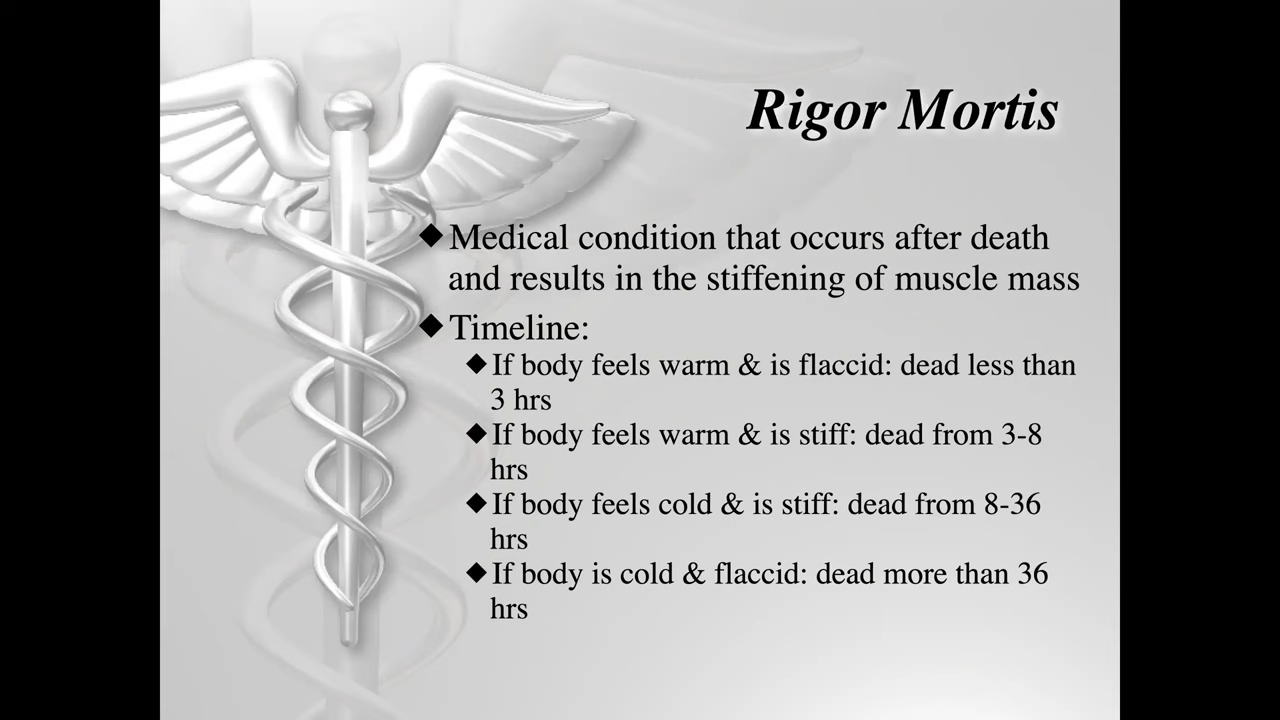 Rigor Mortis
◆Medical condition that occurs after death
and results in the stiffening of muscle mass
◆Timeline:
◆If body feels warm & is flaccid: dead less than
3 hrs
◆If body feels warm & is stiff: dead from 3-8
hrs
◆If body feels cold & is stiff: dead from 8-36
hrs
◆If body is cold & flaccid: dead more than 36
hrs